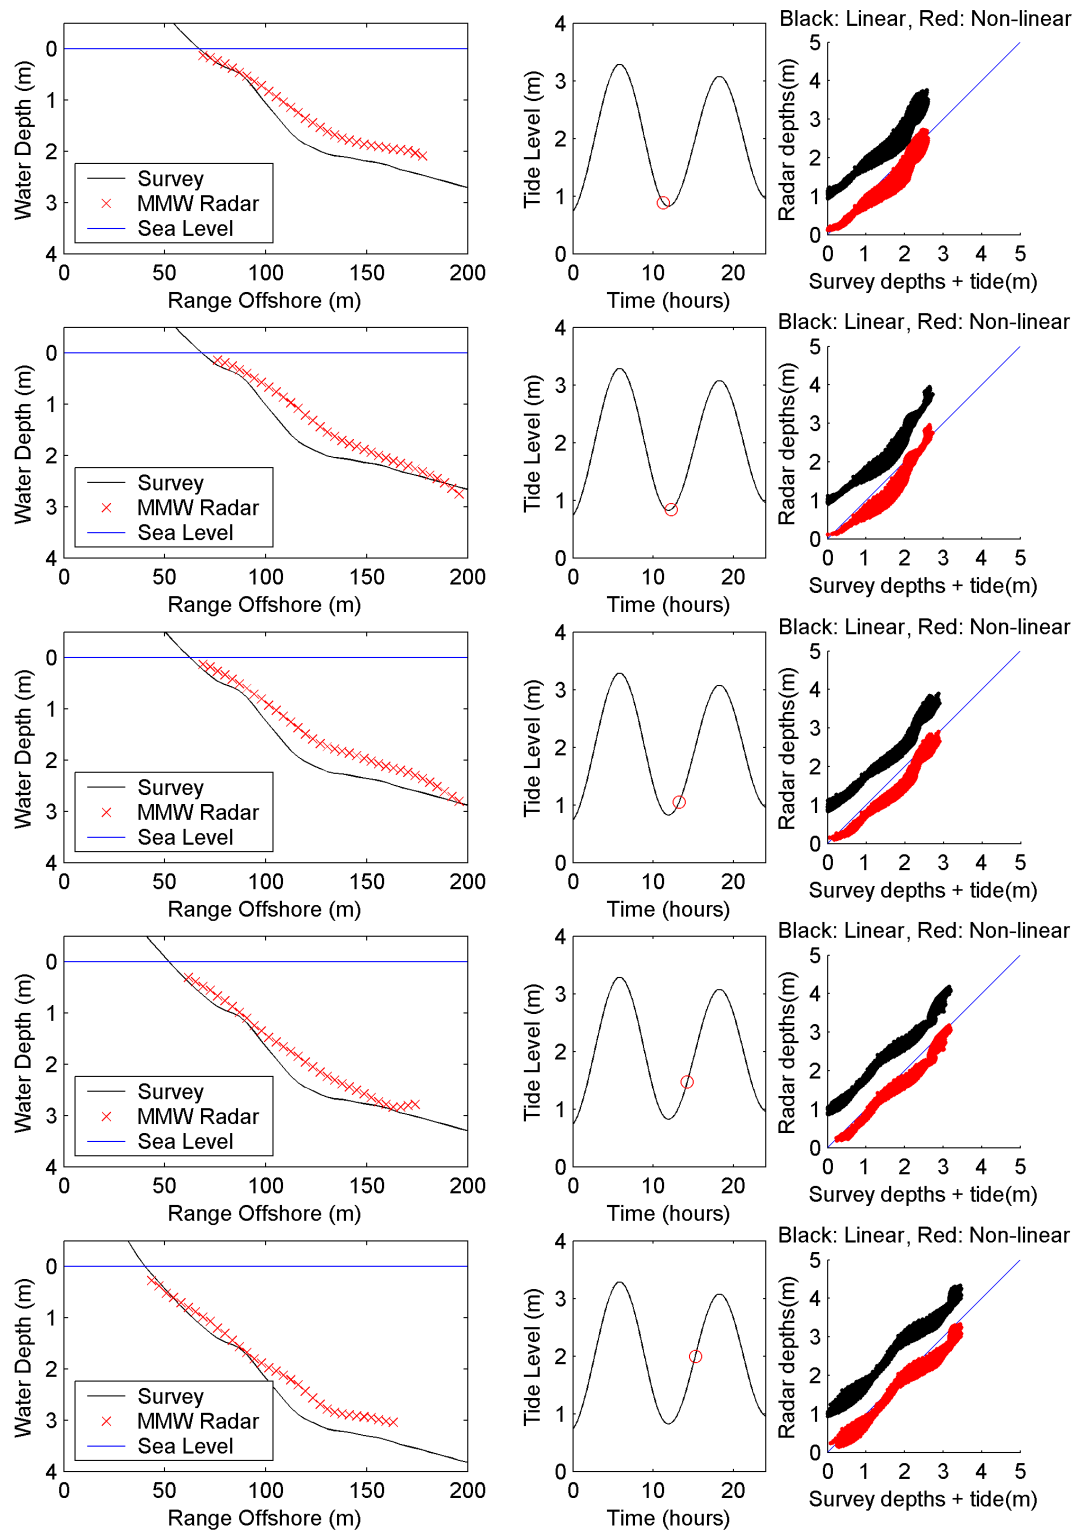 Black: Linear, Red: Non-linear
0
1
2
3
4
Water Depth (m)
Survey
MMW Radar
Sea Level
0 50 100 150 200
Range Offshore (m)
4
3
2
1
0
Tide Level (m)
0 10 20
Time (hours)
5
4
3
2
1
0
Radar depths(m)
0 1 2 3 4 5
Survey depths + tide(m)
Black: Linear, Red: Non-linear
0
1
2
3
4
Water Depth (m)
Survey
MMW Radar
Sea Level
0 50 100 150 200
Range Offshore (m)
4
3
2
1
0
Tide Level (m)
0 10 20
Time (hours)
5
4
3
2
1
0
Radar depths(m)
0 1 2 3 4 5
Survey depths + tide(m)
Black: Linear, Red: Non-linear
0
1
2
3
4
Water Depth (m)
Survey
MMW Radar
Sea Level
0 50 100 150 200
Range Offshore (m)
4
3
2
1
0
Tide Level (m)
0 10 20
Time (hours)
5
4
3
2
1
0
Radar depths(m)
0 1 2 3 4 5
Survey depths + tide(m)
Black: Linear, Red: Non-linear
0
1
2
3
4
Water Depth (m)
Survey
MMW Radar
Sea Level
0 50 100 150 200
Range Offshore (m)
4
3
2
1
0
Tide Level (m)
0 10 20
Time (hours)
5
4
3
2
1
0
Radar depths(m)
0 1 2 3 4 5
Survey depths + tide(m)
Black: Linear, Red: Non-linear
0
1
2
3
4
Water Depth (m)
Survey
MMW Radar
Sea Level
0 50 100 150 200
Range Offshore (m)
4
3
2
1
0
Tide Level (m)
0 10 20
Time (hours)
5
4
3
2
1
0
Radar depths(m)
0 1 2 3 4 5
Survey depths + tide(m)